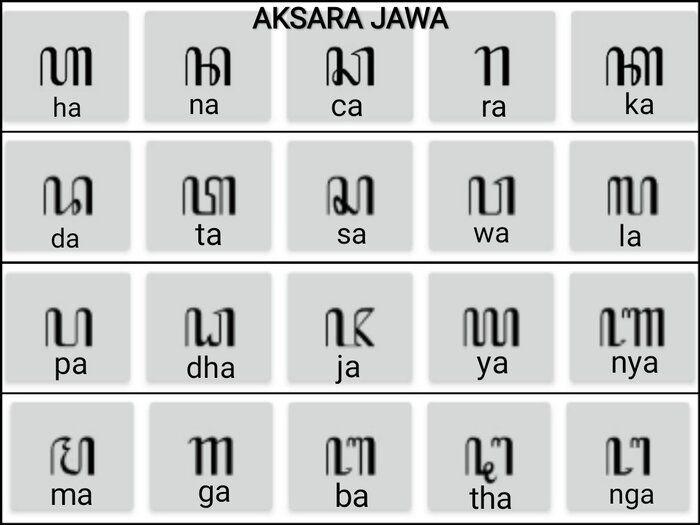 AKSARA JAWA
ꦲ ꦤ ꦕ ꦫ ꦏ
ha na ca ra ka
ꦢ ꦠ ꦱ ꦮ ꦭ
da ta sa wa la
ꦥ ꦝ ꦗ ꦪ ꦚ
pa dha ja ya nya
ꦩ ꦒ ꦧ ꦛ ꦔ
ma ga ba tha nga